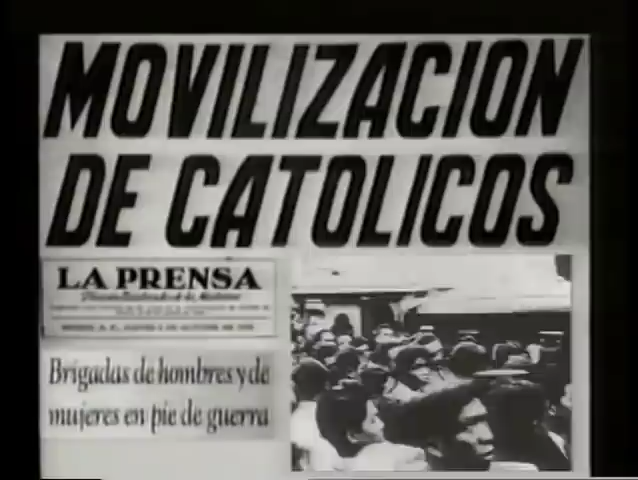 MOVILIZACION
DE CATOLICOS
LA PRENSA
Brigadas de hombres y de
mujeres en pie de guerra